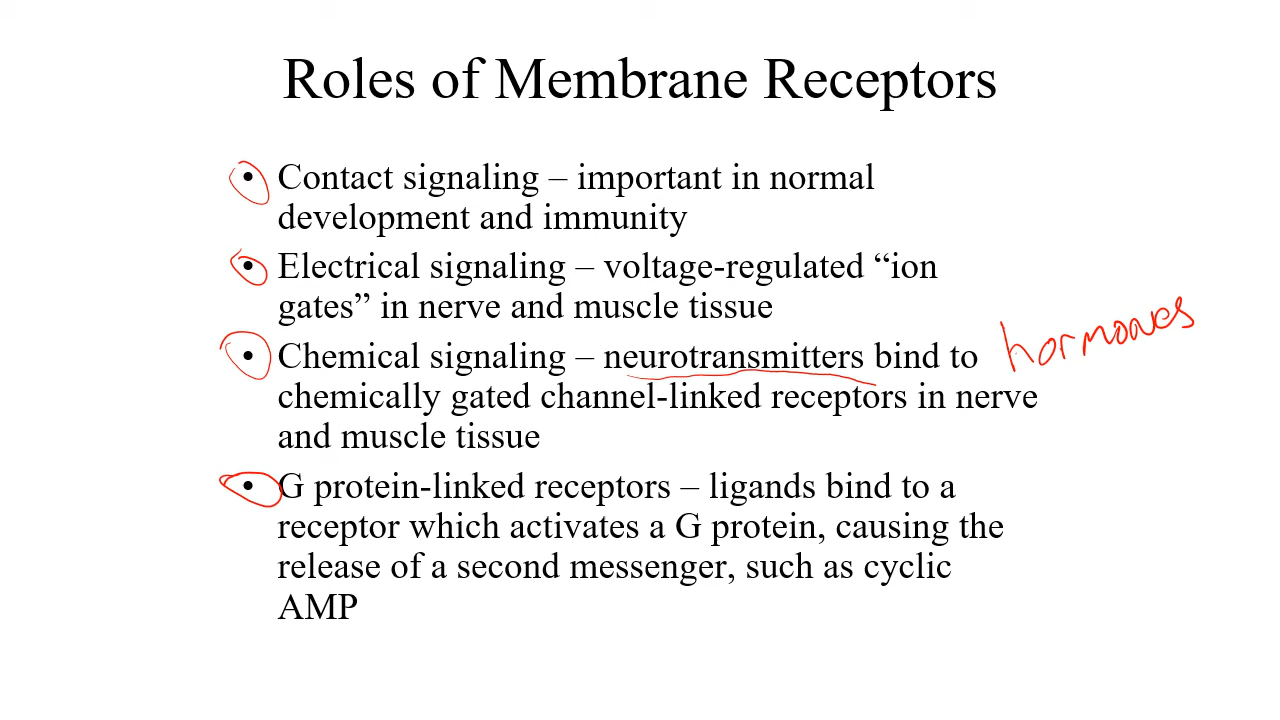 Roles of Membrane Receptors
• Contact signaling – important in normal
development and immunity
• Electrical signaling – voltage-regulated “ion
gates” in nerve and muscle tissue
• Chemical signaling – neurotransmitters bind to
hormones
chemically gated channel-linked receptors in nerve
and muscle tissue
• G protein-linked receptors – ligands bind to a
receptor which activates a G protein, causing the
release of a second messenger, such as cyclic
AMP